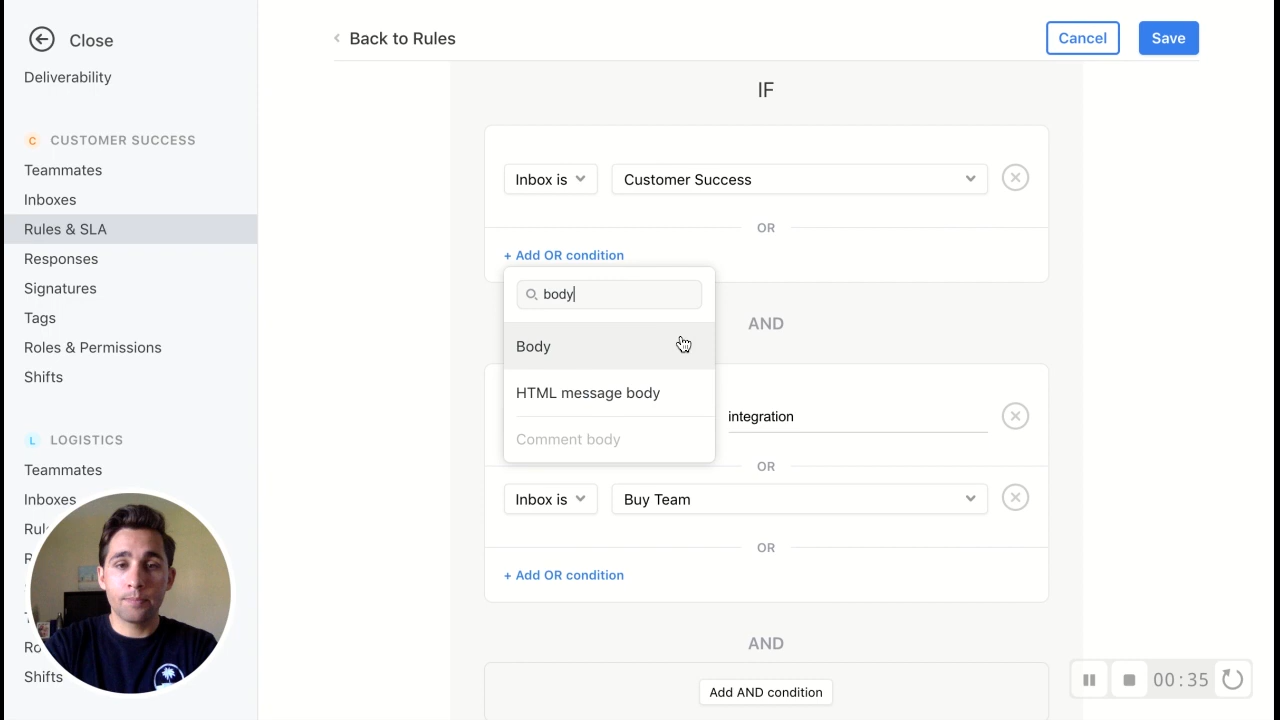 Close
Deliverability
C CUSTOMER SUCCESS
Teammates
Inboxes
Rules & SLA
Responses
Signatures
Tags
Roles & Permissions
Shifts
L LOGISTICS
Teammates
Inboxes
Shifts
Back to Rules
Cancel
Save
IF
Inbox is
Customer Success
OR
+ Add OR condition
body
Body
HTML message body
Comment body
AND
integration
OR
Inbox is
Buy Team
OR
+ Add OR condition
AND
Add AND condition
00:35